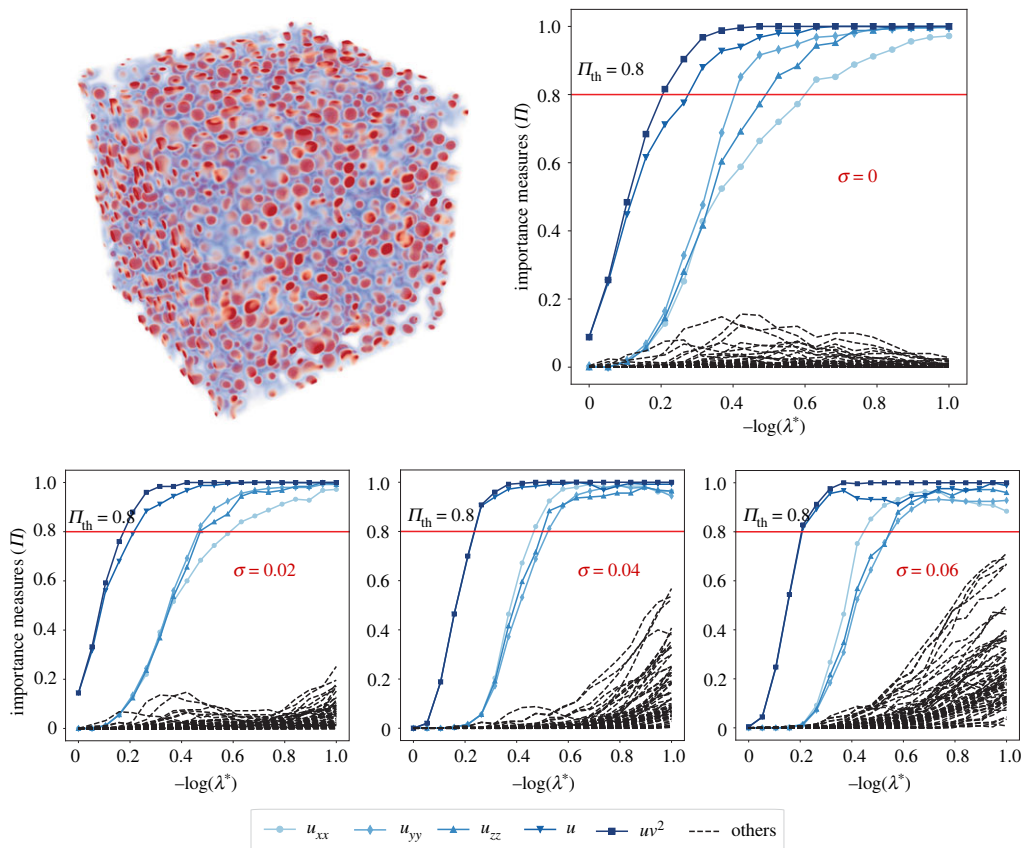 1.0
0.8
0.6
0.4
0.2
0
importance measures (Π)
Π_th = 0.8
σ = 0
0 0.2 0.4 0.6 0.8 1.0
–log(λ*)
1.0
0.8
0.6
0.4
0.2
0
importance measures (Π)
Π_th = 0.8
σ = 0.02
0 0.2 0.4 0.6 0.8 1.0
–log(λ*)
1.0
0.8
0.6
0.4
0.2
0
Π_th = 0.8
σ = 0.04
0 0.2 0.4 0.6 0.8 1.0
–log(λ*)
1.0
0.8
0.6
0.4
0.2
0
Π_th = 0.8
σ = 0.06
0 0.2 0.4 0.6 0.8 1.0
–log(λ*)
u_xx u_yy u_zz u uv² others